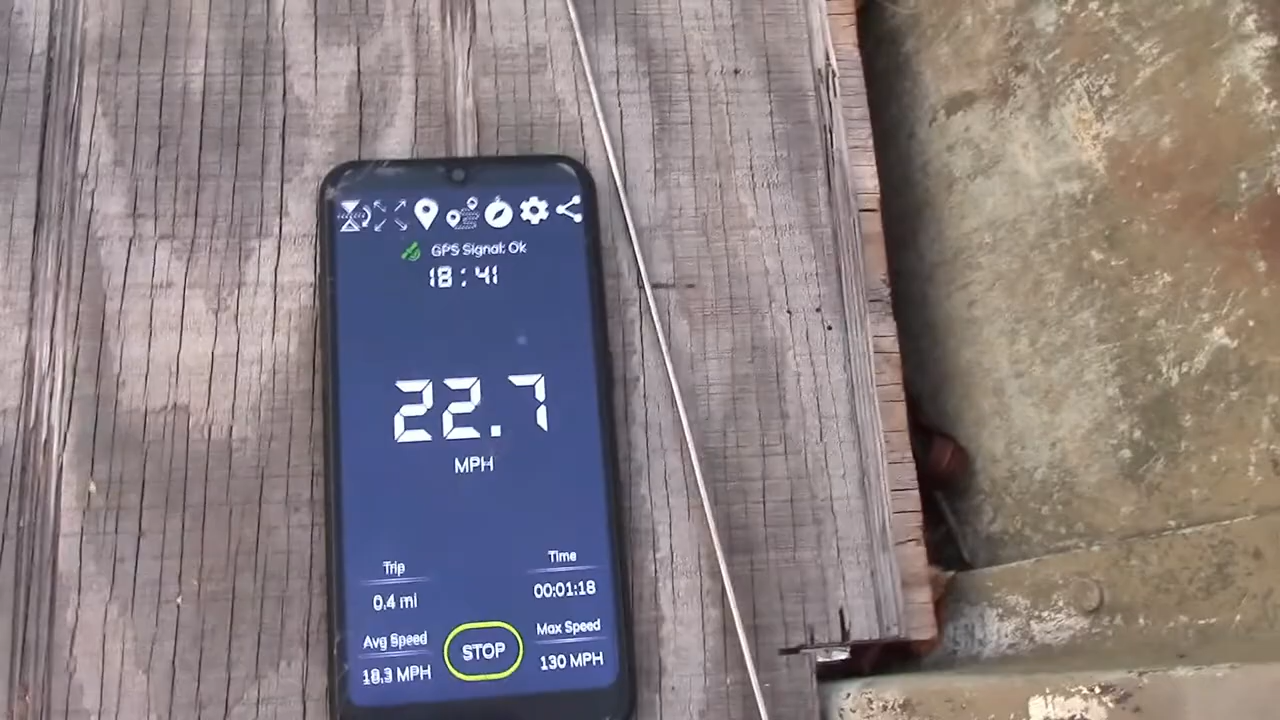 GPS Signal: Ok
18:41
22.7
MPH
Trip
0.4 mi
Time
00:01:18
Avg Speed
18.3 MPH
STOP
Max Speed
130 MPH